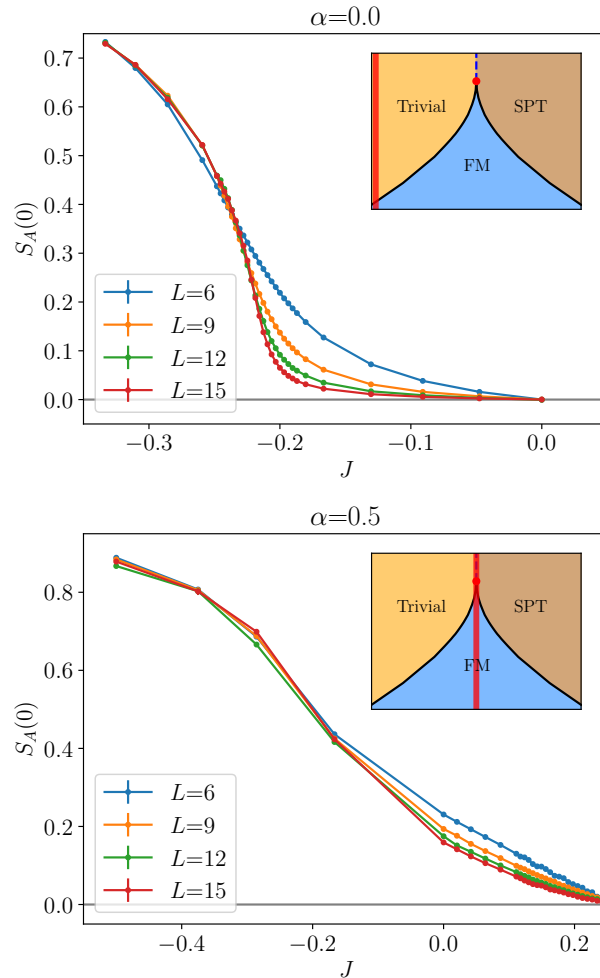 α=0.0
0.7
0.6
0.5
0.4
0.3
0.2
0.1
0.0
S_A(0)
Trivial
SPT
FM
L=6
L=9
L=12
L=15
−0.3
−0.2
−0.1
0.0
J
α=0.5
0.8
0.6
0.4
0.2
0.0
S_A(0)
Trivial
SPT
FM
L=6
L=9
L=12
L=15
−0.4
−0.2
0.0
0.2
J